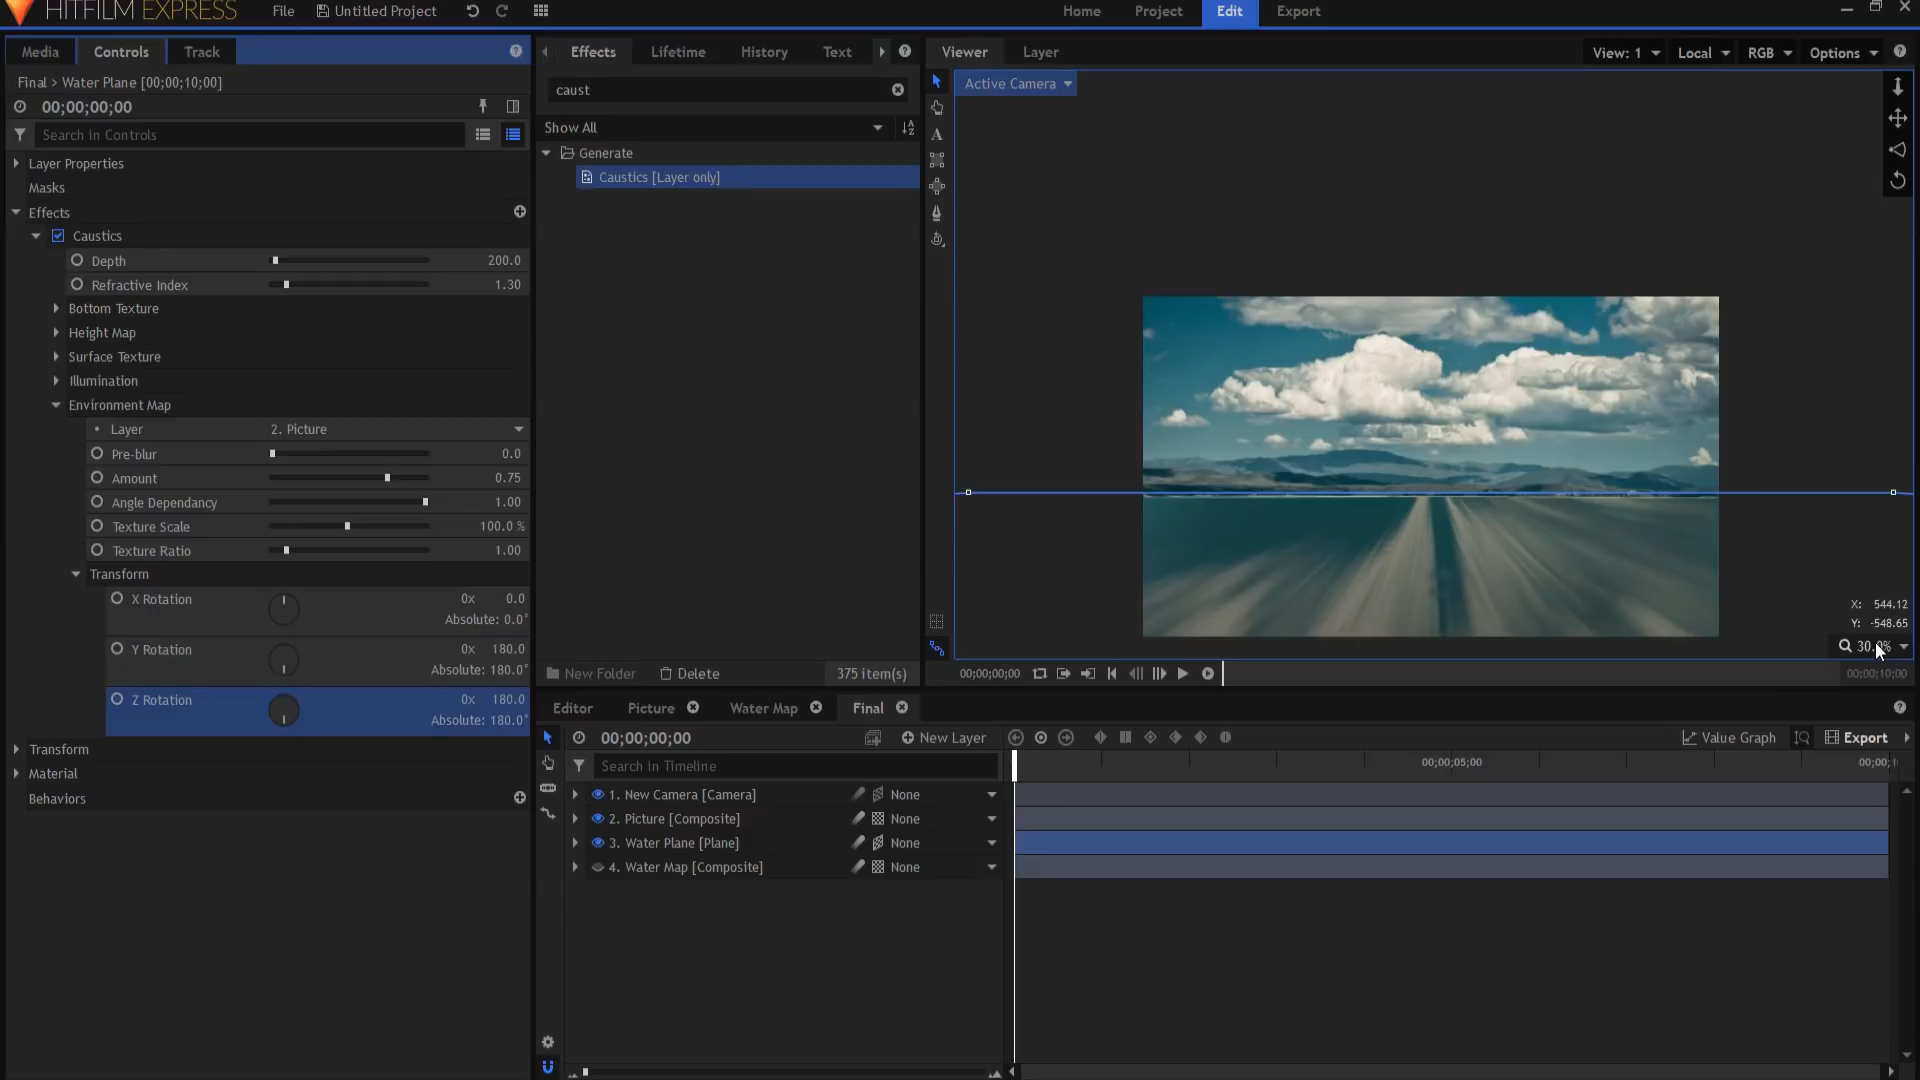 HITFILM EXPRESS
File
Untitled Project
Home
Project
Edit
Export
Media
Controls
Track
Final > Water Plane [00;00;10;00]
00;00;00;00
Search in Controls
Layer Properties
Masks
Effects
Caustics
Depth 200.0
Refractive Index 1.30
Bottom Texture
Height Map
Surface Texture
Illumination
Environment Map
Layer 2. Picture
Pre-blur 0.0
Amount 0.75
Angle Dependancy 1.00
Texture Scale 100.0 %
Texture Ratio 1.00
Transform
X Rotation 0x 0.0
Absolute: 0.0°
Y Rotation 0x 180.0
Absolute: 180.0°
Z Rotation 0x 180.0
Absolute: 180.0°
Transform
Material
Behaviors
Effects
Lifetime
History
Text
caust
Show All
Generate
Caustics [Layer only]
New Folder
Delete
375 item(s)
Viewer
Layer
View: 1
Local
RGB
Options
Active Camera
X: 544.12
Y: -548.65
00;00;00;00
00;00;10;00
Editor
Picture
Water Map
Final
00;00;00;00
New Layer
Value Graph
Export
Search in Timeline
00;00;05;00
1. New Camera [Camera] None
2. Picture [Composite] None
3. Water Plane [Plane] None
4. Water Map [Composite] None